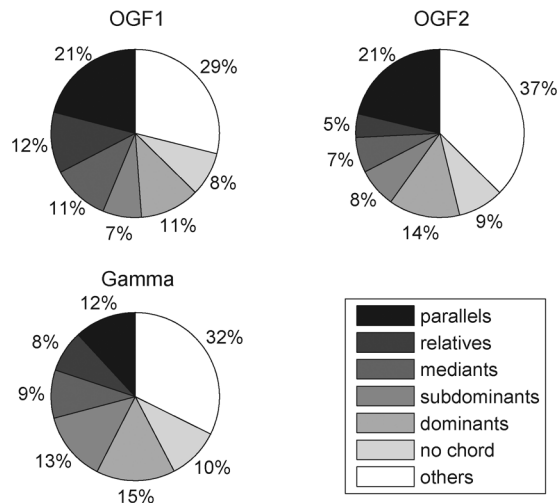 OGF1
21%
29%
12%
8%
11%
7%
11%
OGF2
21%
37%
5%
7%
8%
9%
14%
Gamma
12%
32%
8%
9%
10%
13%
15%
parallels
relatives
mediants
subdominants
dominants
no chord
others